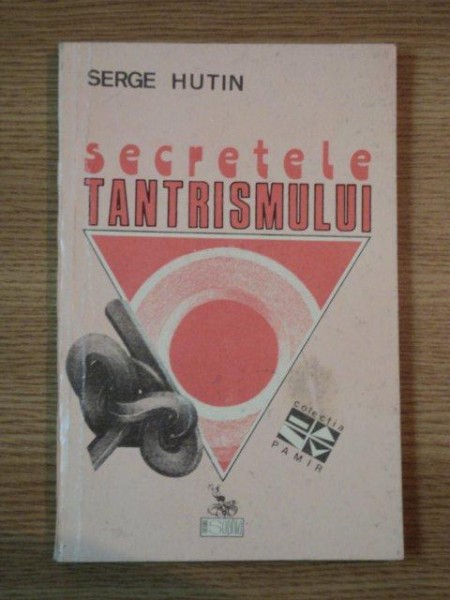 SERGE HUTIN
secretele
TANTRISMULUI
colecția
PAMIR